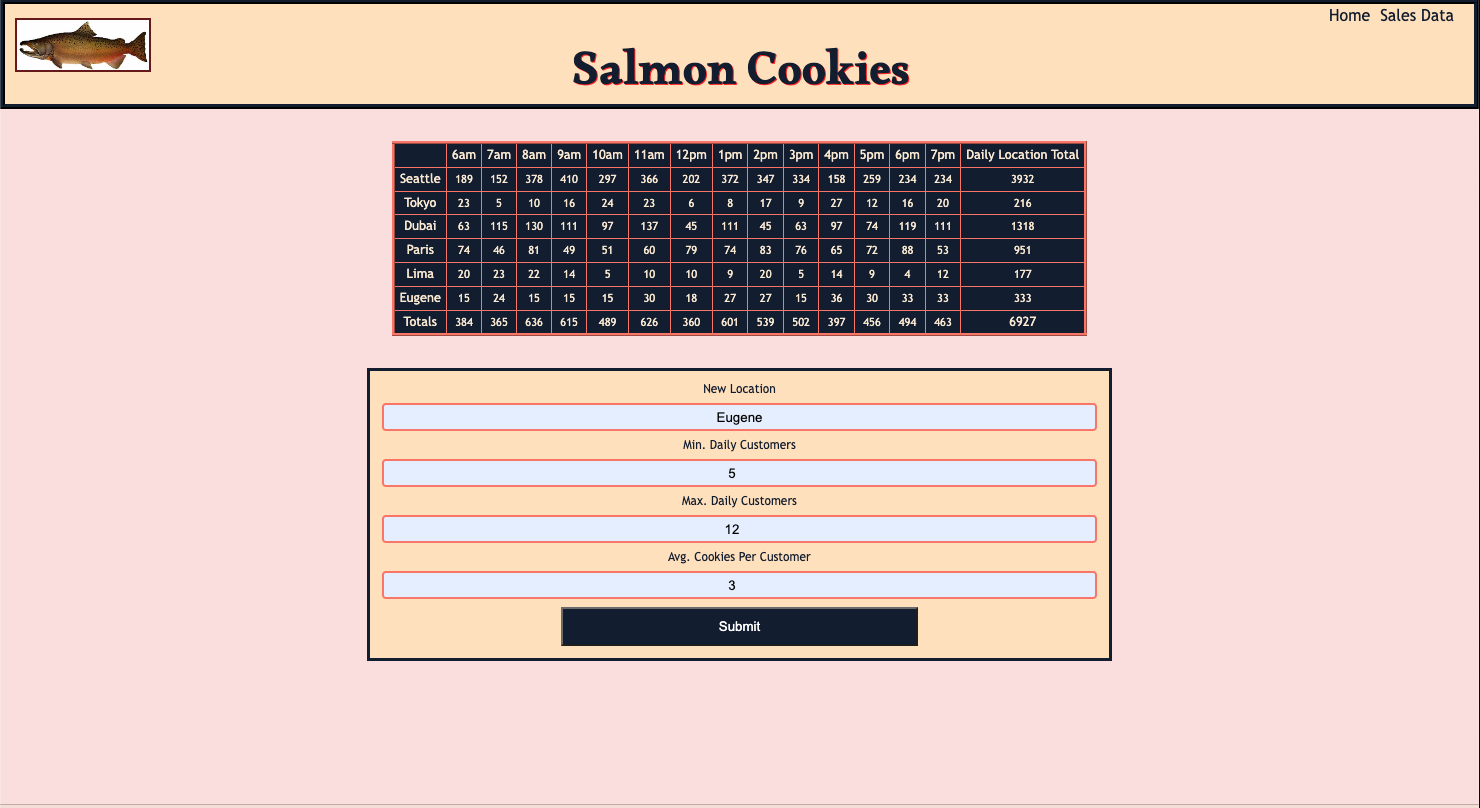 Home Sales Data
Salmon Cookies
6am 7am 8am 9am 10am 11am 12pm 1pm 2pm 3pm 4pm 5pm 6pm 7pm Daily Location Total
Seattle 189 152 378 410 297 366 202 372 347 334 158 259 234 234 3932
Tokyo 23 5 10 16 24 23 6 8 17 9 27 12 16 20 216
Dubai 63 115 130 111 97 137 45 111 45 63 97 74 119 111 1318
Paris 74 46 81 49 51 60 79 74 83 76 65 72 88 53 951
Lima 20 23 22 14 5 10 10 9 20 5 14 9 4 12 177
Eugene 15 24 15 15 15 30 18 27 27 15 36 30 33 33 333
Totals 384 365 636 615 489 626 360 601 539 502 397 456 494 463 6927
New Location
Eugene
Min. Daily Customers
5
Max. Daily Customers
12
Avg. Cookies Per Customer
3
Submit